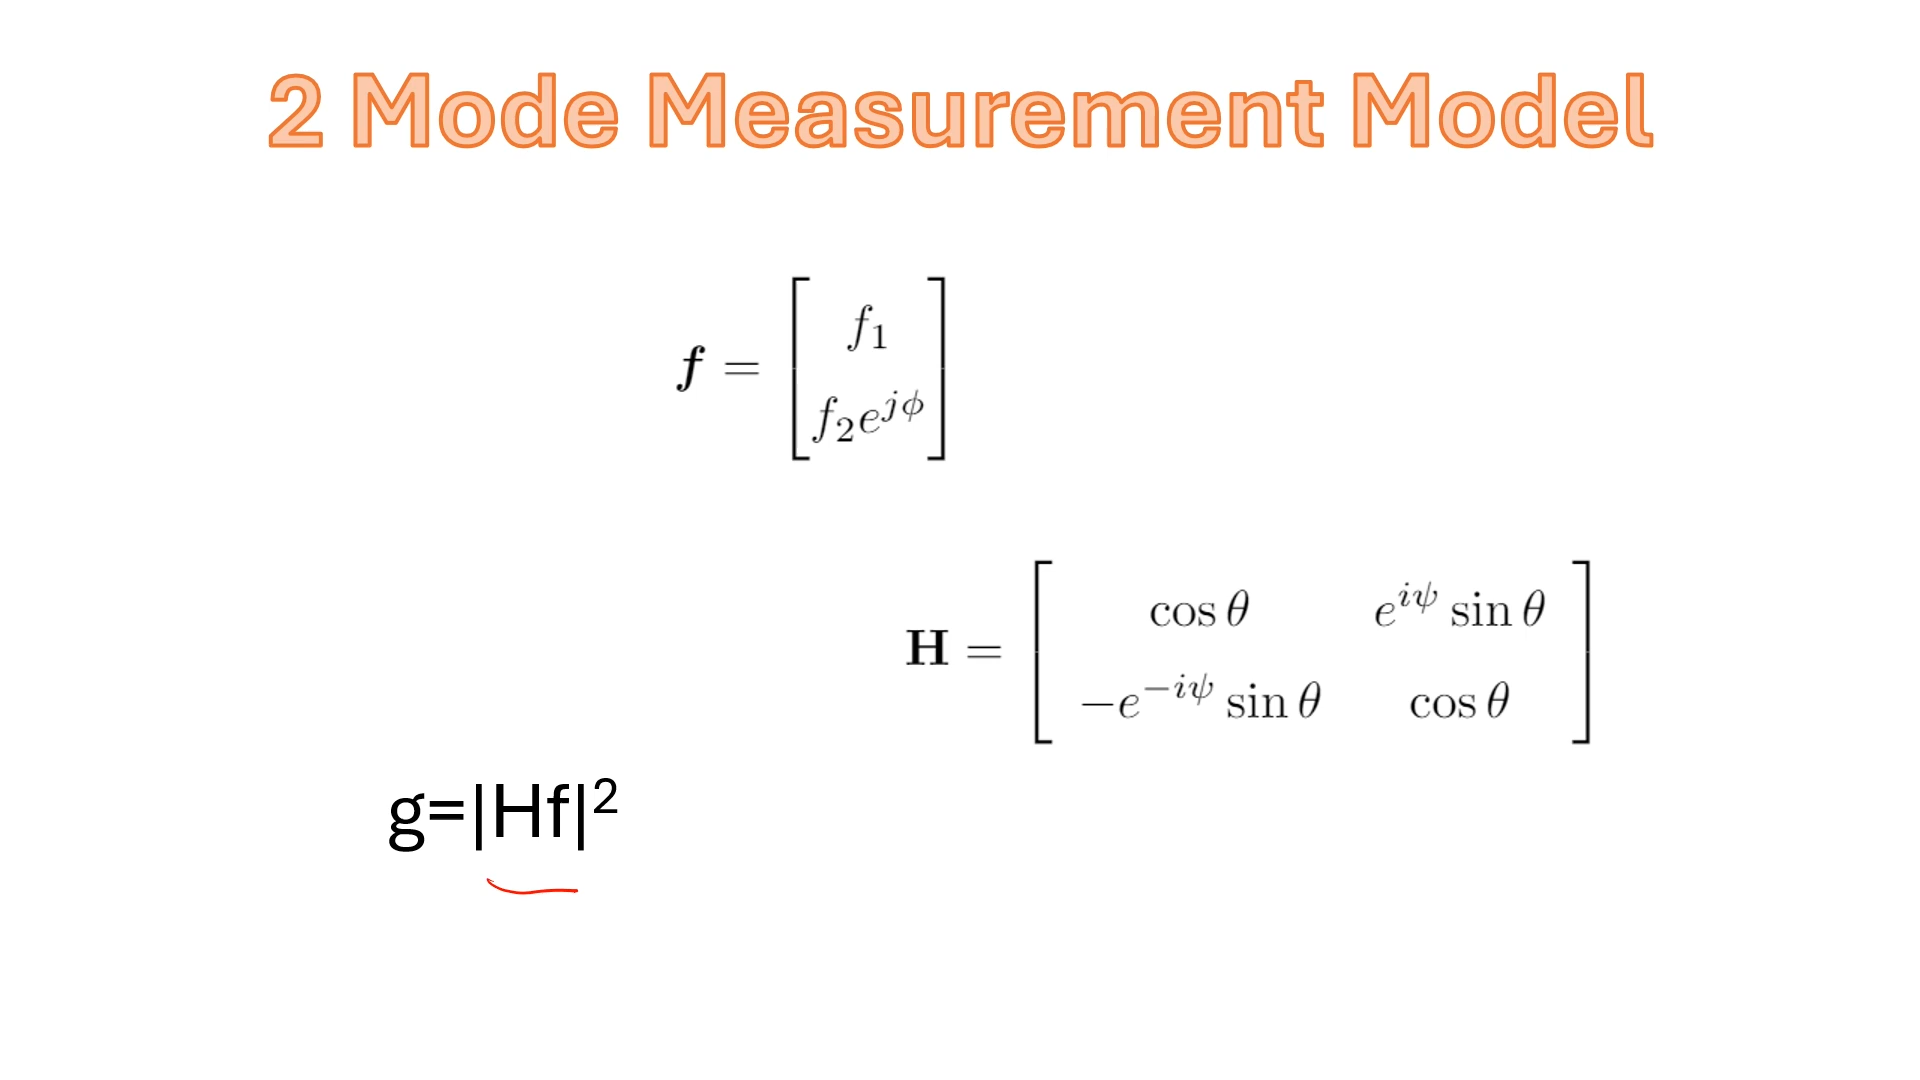 2 Mode Measurement Model
f = [ f₁
f₂e^{jϕ} ]
H = [ cos θ e^{iψ} sin θ
−e^{−iψ} sin θ cos θ ]
g=|Hf|²